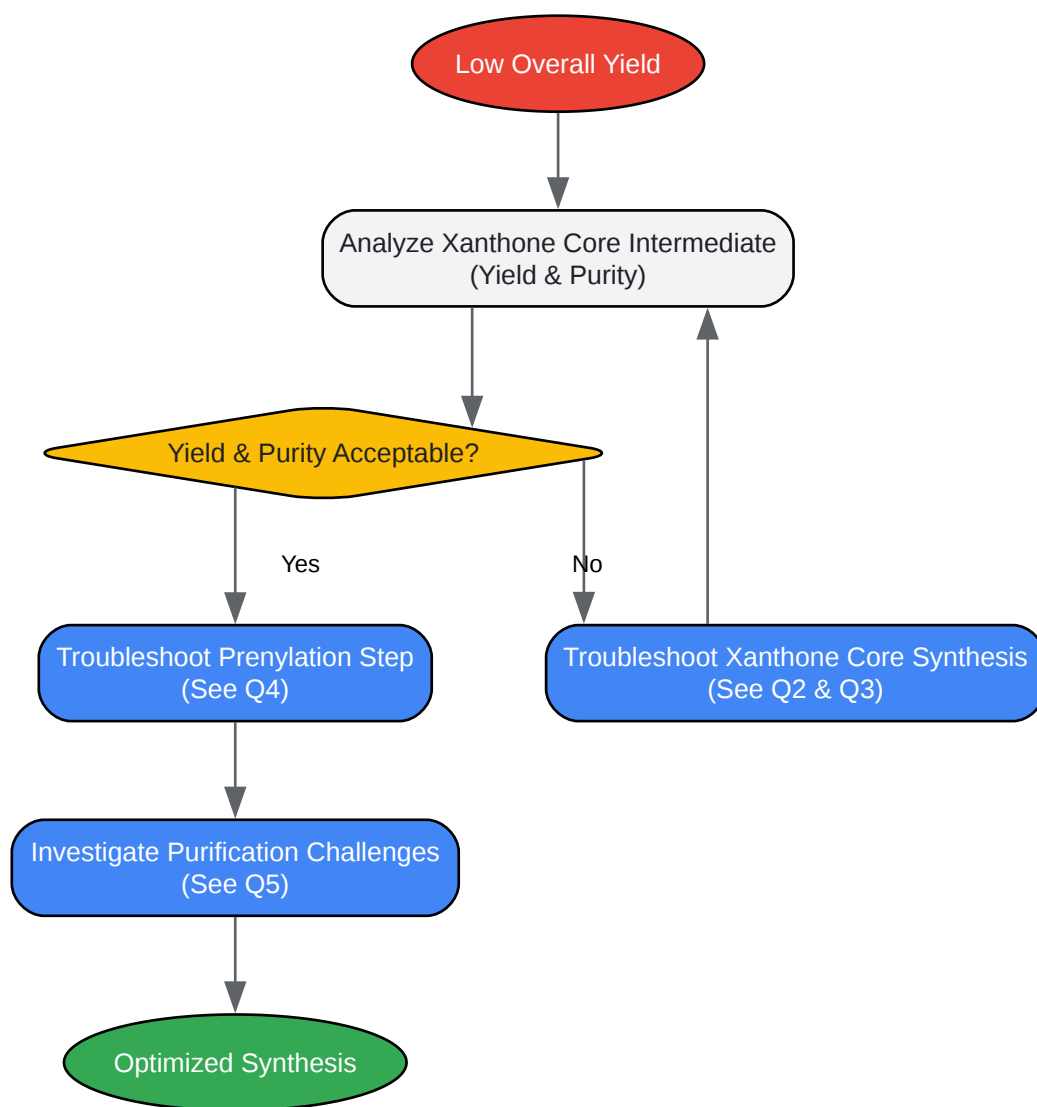 Low Overall Yield
Analyze Xanthone Core Intermediate
(Yield & Purity)
Yield & Purity Acceptable?
Yes
No
Troubleshoot Prenylation Step
(See Q4)
Troubleshoot Xanthone Core Synthesis
(See Q2 & Q3)
Investigate Purification Challenges
(See Q5)
Optimized Synthesis